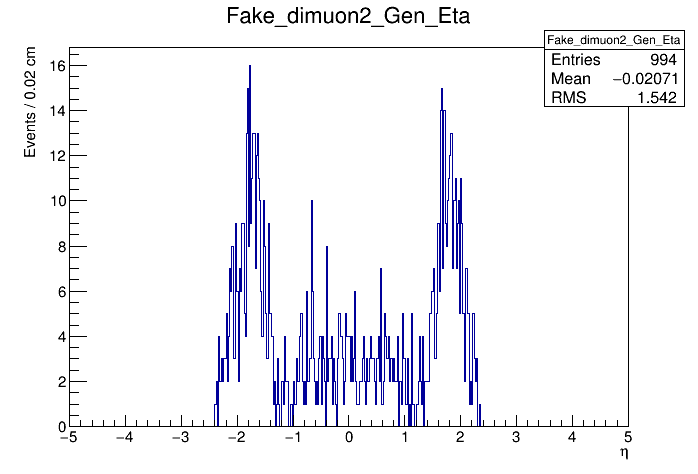 Fake_dimuon2_Gen_Eta
Fake_dimuon2_Gen_Eta
Entries 994
Mean −0.02071
RMS 1.542
Events / 0.02 cm
16
14
12
10
8
6
4
2
0
−5 −4 −3 −2 −1 0 1 2 3 4 5
η